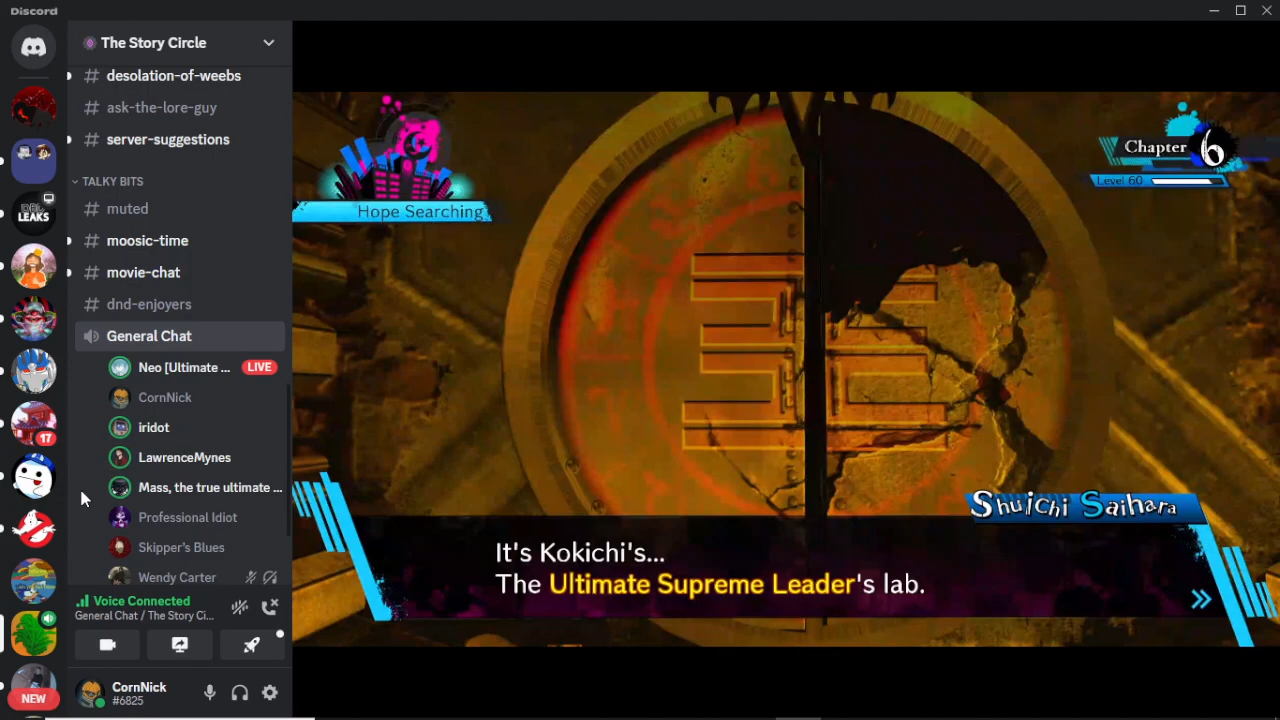 Discord
The Story Circle
# desolation-of-weebs
# ask-the-lore-guy
# server-suggestions
TALKY BITS
# muted
# moosic-time
# movie-chat
# dnd-enjoyers
General Chat
Neo [Ultimate ... LIVE
CornNick
iridot
LawrenceMynes
Mass, the true ultimate ...
Professional Idiot
Skipper's Blues
Wendy Carter
Voice Connected
General Chat / The Story Ci...
CornNick
#6825
LEAKS
17
NEW
Hope Searching
Chapter 6
Level 60
Shuichi Saihara
It's Kokichi's...
The Ultimate Supreme Leader's lab.